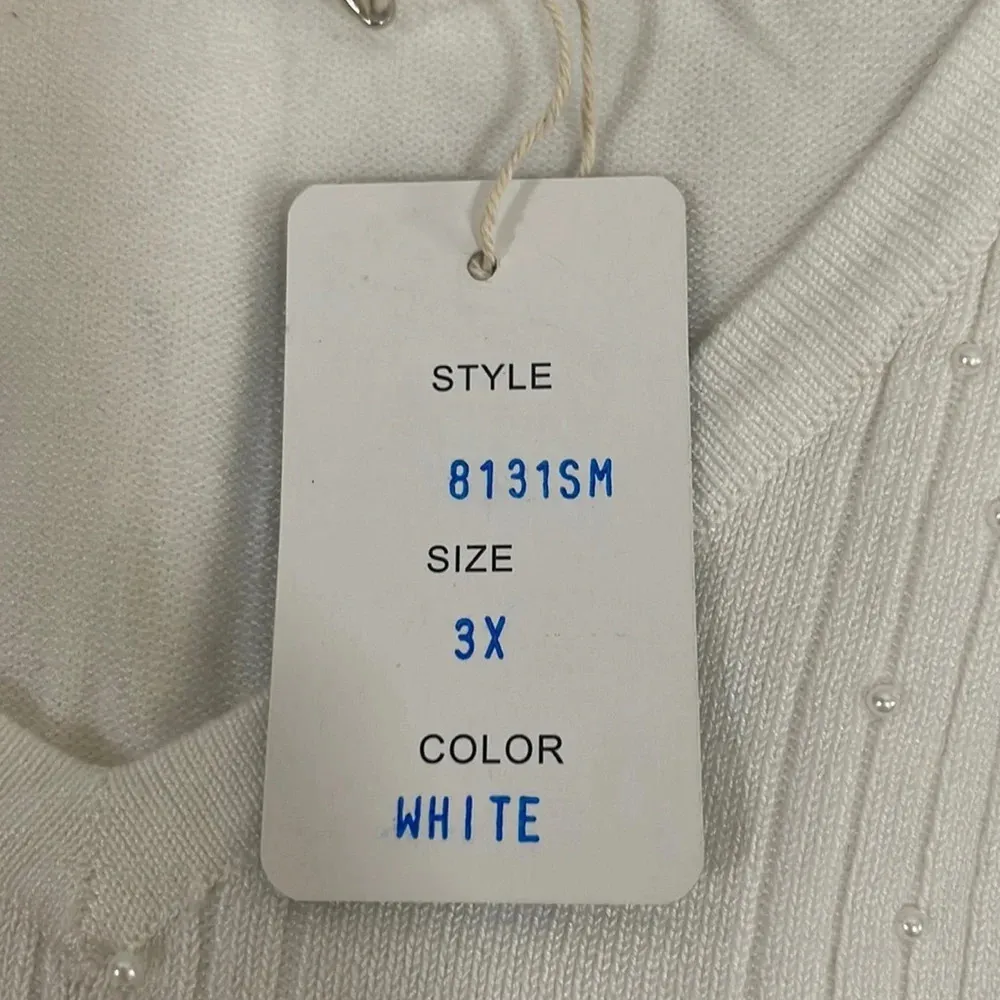 STYLE
8131SM
SIZE
3X
COLOR
WHITE